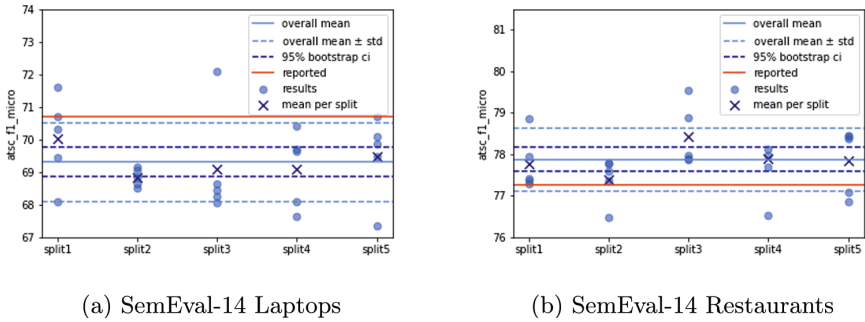 74
73
72
71
70
69
68
67
atsc_f1_micro
overall mean
overall mean ± std
95% bootstrap ci
reported
results
mean per split
split1 split2 split3 split4 split5
(a) SemEval-14 Laptops
81
80
79
78
77
76
atsc_f1_micro
overall mean
overall mean ± std
95% bootstrap ci
reported
results
mean per split
split1 split2 split3 split4 split5
(b) SemEval-14 Restaurants